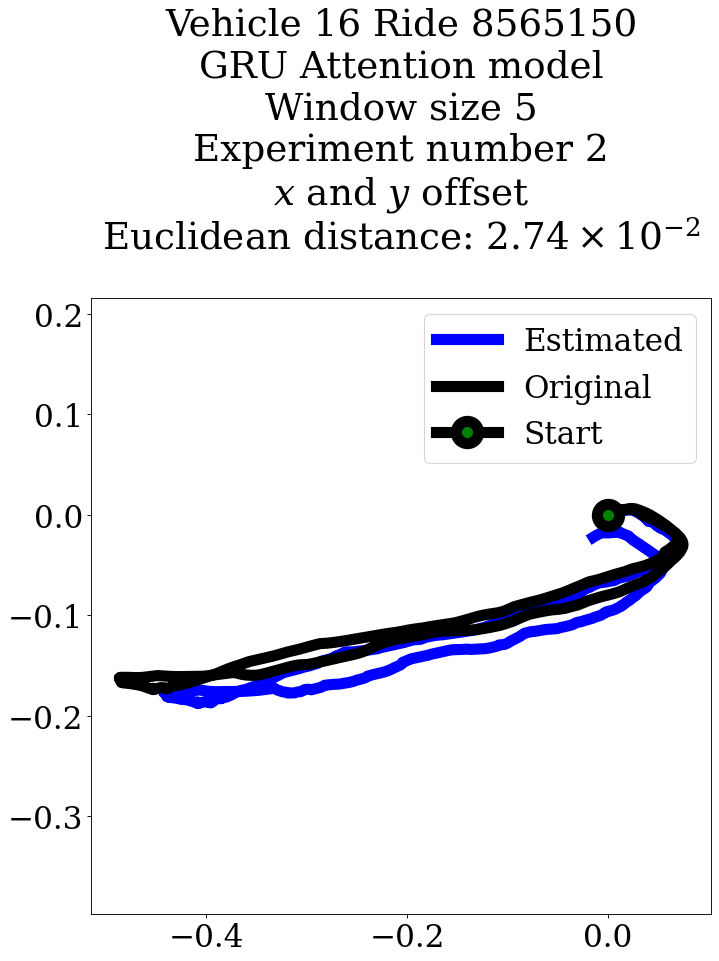 Vehicle 16 Ride 8565150
GRU Attention model
Window size 5
Experiment number 2
x and y offset
Euclidean distance: 2.74 × 10⁻²
Estimated
Original
Start
0.2
0.1
0.0
−0.1
−0.2
−0.3
−0.4
−0.2
0.0